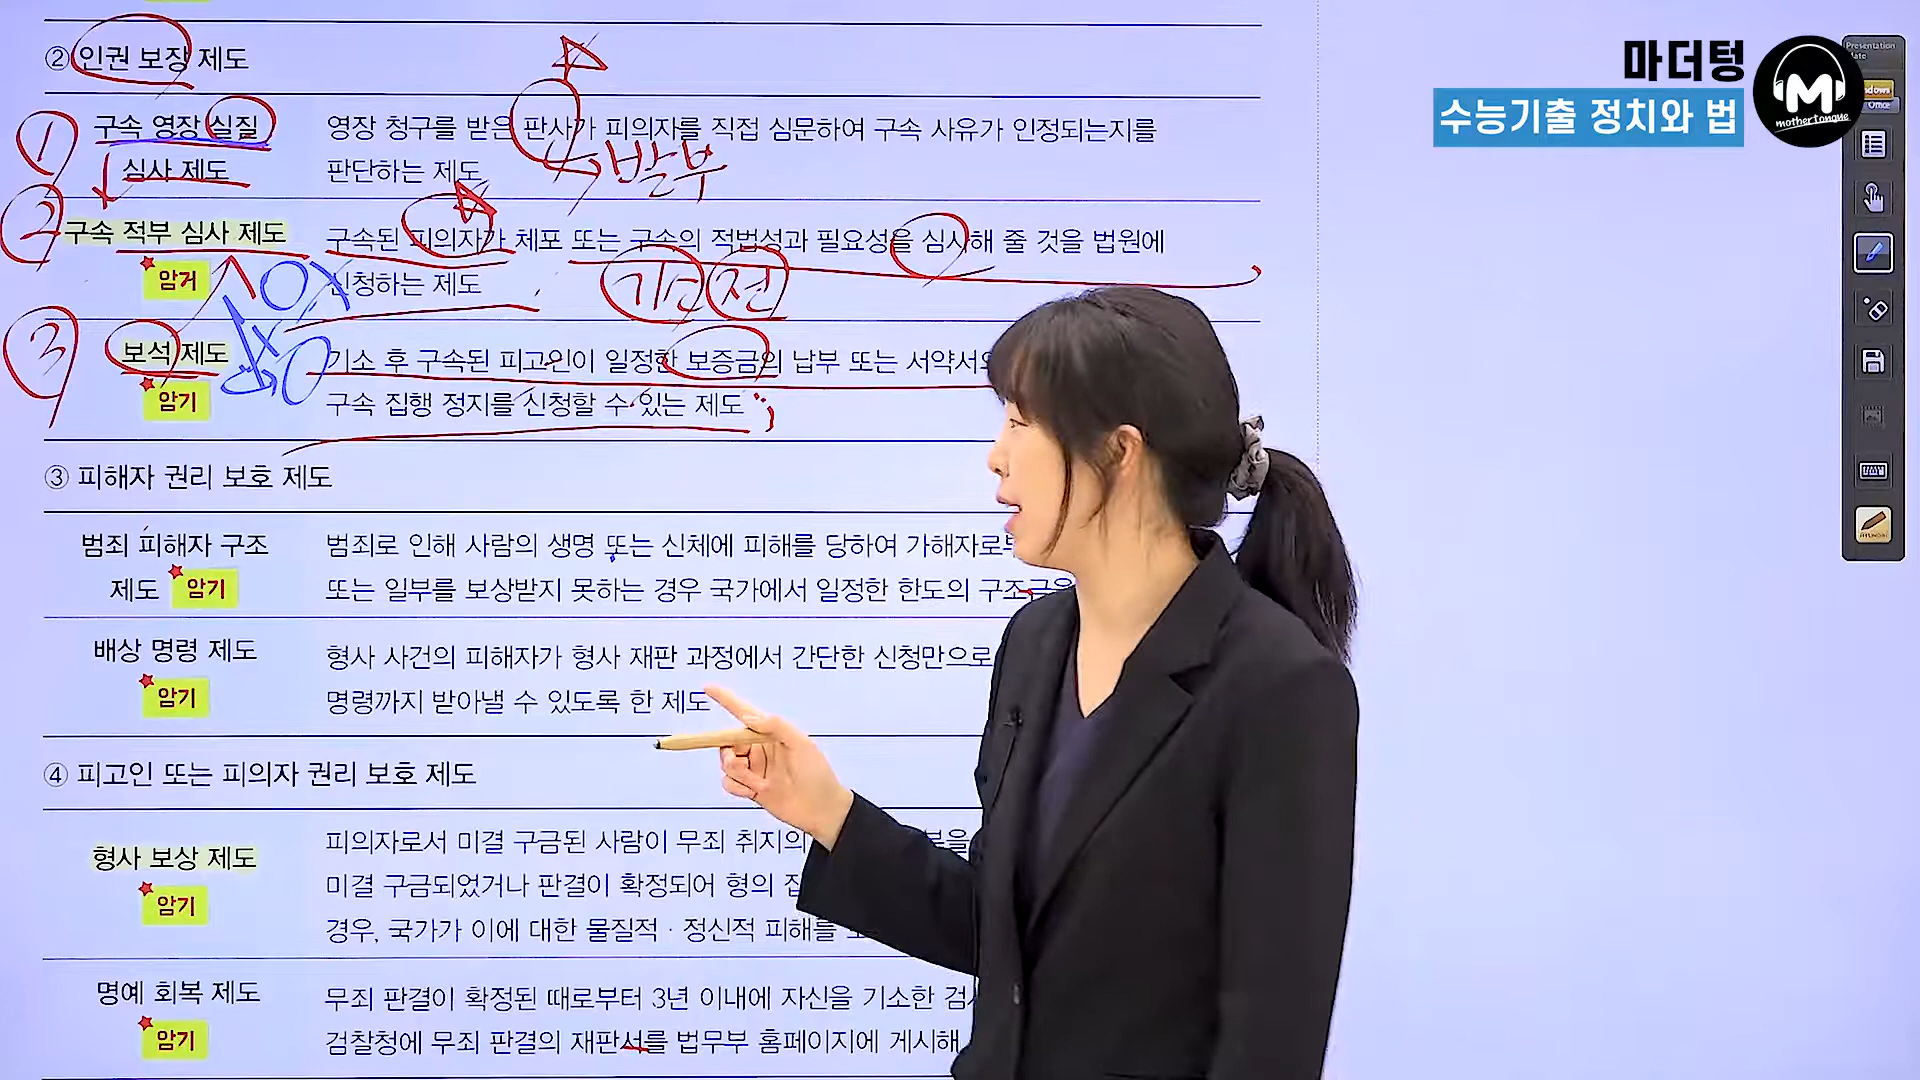 ② 인권 보장 제도
마더텅
수능기출 정치와 법
mothertongue
Presentation
① 구속 영장 실질
심사 제도
영장 청구를 받은 판사가 피의자를 직접 심문하여 구속 사유가 인정되는지를
판단하는 제도
발부
② 구속 적부 심사 제도
암기
구속된 피의자가 체포 또는 구속의 적법성과 필요성을 심사해 줄 것을 법원에
신청하는 제도
기소 전
③ 보석 제도
암기
기소 후 구속된 피고인이 일정한 보증금의 납부 또는 서약서
구속 집행 정지를 신청할 수 있는 제도
③ 피해자 권리 보호 제도
범죄 피해자 구조
제도 암기
범죄로 인해 사람의 생명 또는 신체에 피해를 당하여
또는 일부를 보상받지 못하는 경우 국가에서 일정한 한도의 구조금을
배상 명령 제도
암기
형사 사건의 피해자가 형사 재판 과정에서 간단한 신청만으로
명령까지 받아낼 수 있도록 한 제도
④ 피고인 또는 피의자 권리 보호 제도
형사 보상 제도
암기
피의자로서 미결 구금된 사람이 무죄 취지의
미결 구금되었거나 판결이 확정되어 형의
경우, 국가가 이에 대한 물질적 · 정신적 피해를
명예 회복 제도
암기
무죄 판결이 확정된 때로부터 3년 이내에 자신을 기소한
검찰청에 무죄 판결의 재판서를 법무부 홈페이지에 게시해